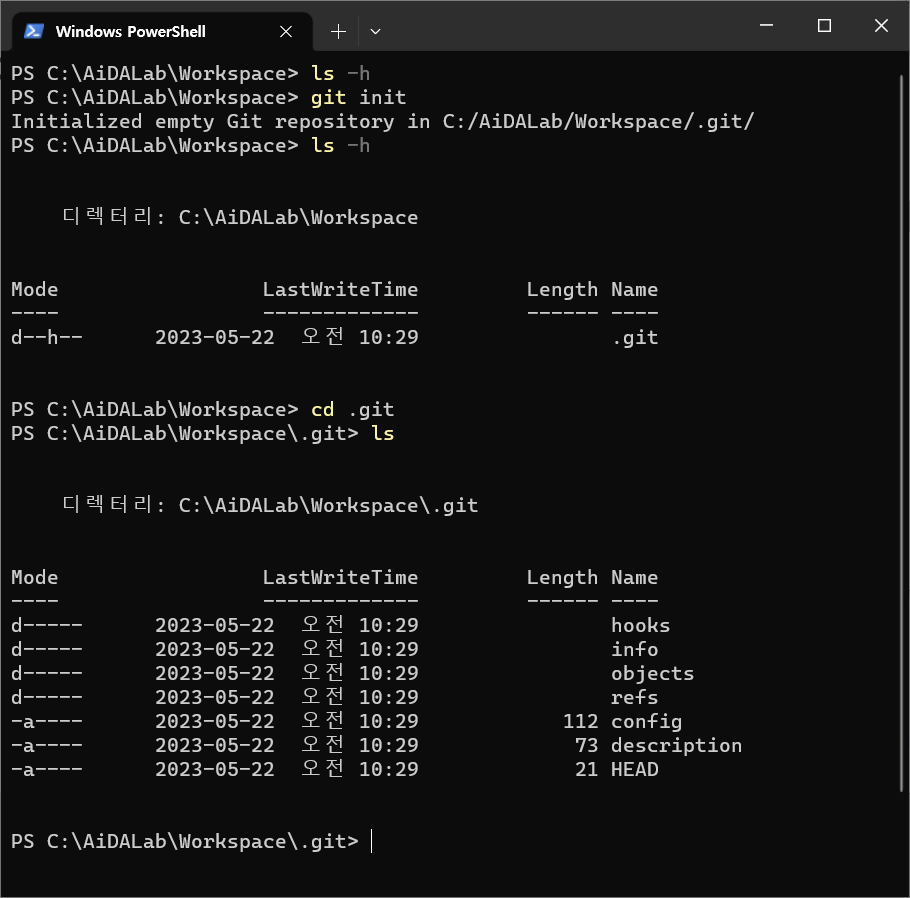 Windows PowerShell
PS C:\AiDALab\Workspace> ls -h
PS C:\AiDALab\Workspace> git init
Initialized empty Git repository in C:/AiDALab/Workspace/.git/
PS C:\AiDALab\Workspace> ls -h
디렉터리: C:\AiDALab\Workspace
Mode LastWriteTime Length Name
---- ------------- ------ ----
d--h-- 2023-05-22 오전 10:29 .git
PS C:\AiDALab\Workspace> cd .git
PS C:\AiDALab\Workspace\.git> ls
디렉터리: C:\AiDALab\Workspace\.git
Mode LastWriteTime Length Name
---- ------------- ------ ----
d----- 2023-05-22 오전 10:29 hooks
d----- 2023-05-22 오전 10:29 info
d----- 2023-05-22 오전 10:29 objects
d----- 2023-05-22 오전 10:29 refs
-a---- 2023-05-22 오전 10:29 112 config
-a---- 2023-05-22 오전 10:29 73 description
-a---- 2023-05-22 오전 10:29 21 HEAD
PS C:\AiDALab\Workspace\.git>